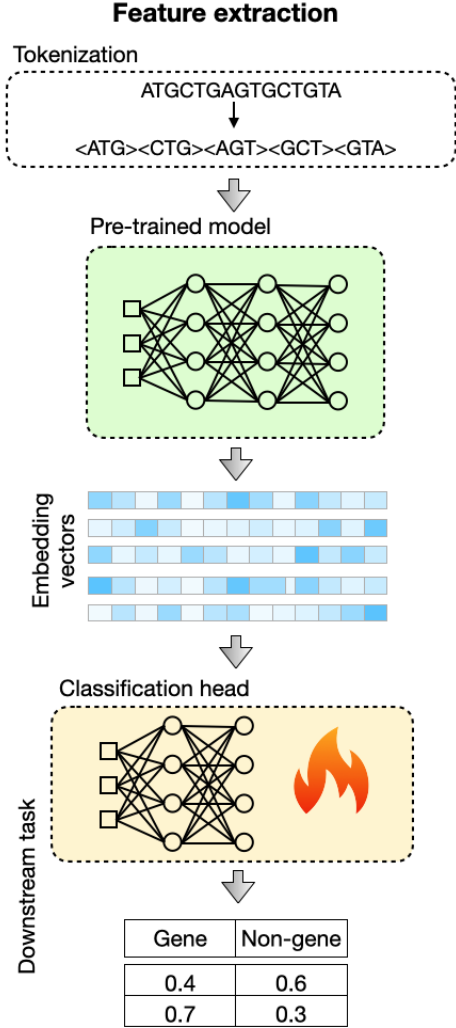 Feature extraction
Tokenization
ATGCTGAGTGCTGTA
<ATG><CTG><AGT><GCT><GTA>
Pre-trained model
Embedding
vectors
Classification head
Downstream task
Gene Non-gene
0.4 0.6
0.7 0.3